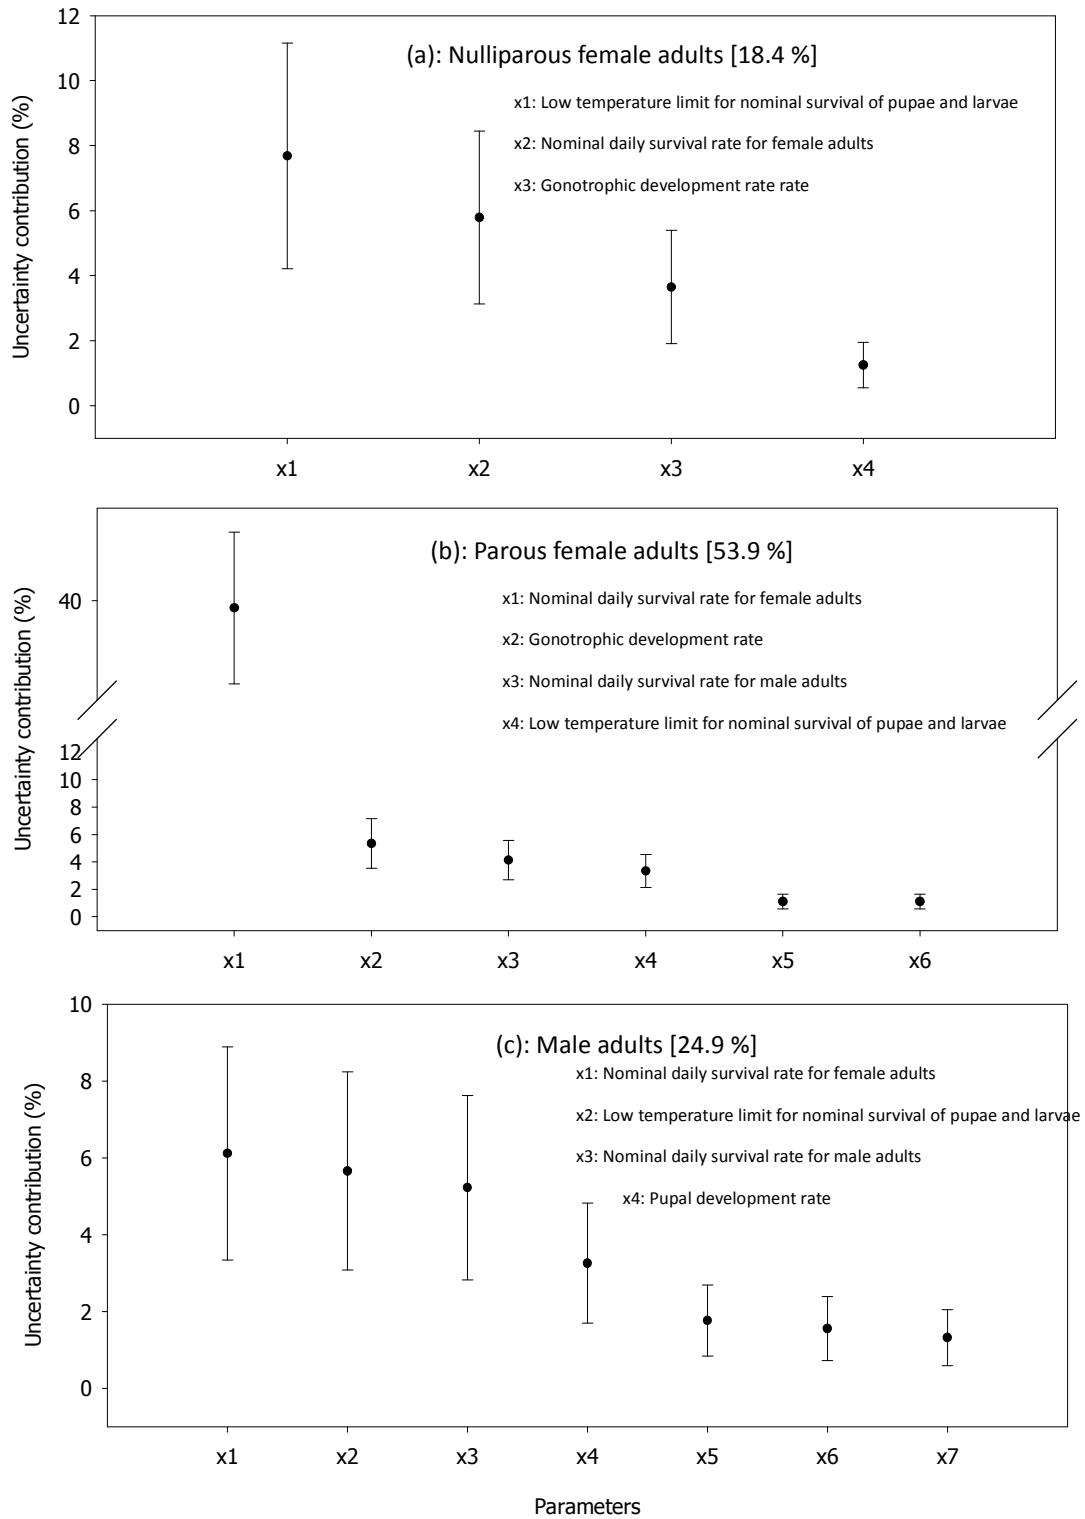 12
(a): Nulliparous female adults [18.4 %]
10
x1: Low temperature limit for nominal survival of pupae and larvae
8
x2: Nominal daily survival rate for female adults
x3: Gonotrophic development rate rate
6
4
2
0
Uncertainty contribution (%)
x1 x2 x3 x4
(b): Parous female adults [53.9 %]
40
x1: Nominal daily survival rate for female adults
x2: Gonotrophic development rate
x3: Nominal daily survival rate for male adults
x4: Low temperature limit for nominal survival of pupae and larvae
12
10
8
6
4
2
0
Uncertainty contribution (%)
x1 x2 x3 x4 x5 x6
10
(c): Male adults [24.9 %]
x1: Nominal daily survival rate for female adults
8
x2: Low temperature limit for nominal survival of pupae and larvae
x3: Nominal daily survival rate for male adults
6
x4: Pupal development rate
4
2
0
Uncertainty contribution (%)
x1 x2 x3 x4 x5 x6 x7
Parameters